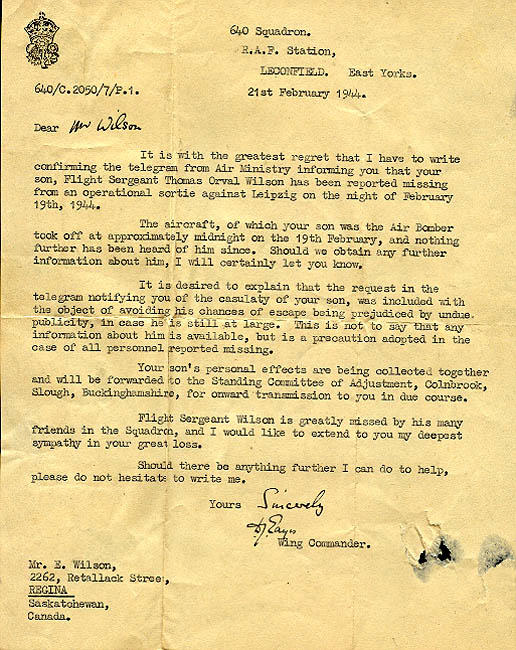 640 Squadron.
R.A.F. Station,
LECONFIELD. East Yorks.
640/C.2050/7/P.1.
21st February 1944.
Dear Mr Wilson
It is with the greatest regret that I have to write
confirming the telegram from Air Ministry informing you that your
son, Flight Sergeant Thomas Orval Wilson has been reported missing
from an operational sortie against Leipzig on the night of February
19th, 1944.
The aircraft, of which your son was the Air Bomber
took off at approximately midnight on the 19th February, and nothing
further has been heard of him since. Should we obtain any further
information about him, I will certainly let you know.
It is desired to explain that the request in the
telegram notifying you of the casulaty of your son, was included with
the object of avoiding his chances of escape being prejudiced by undue
publicity, in case he is still at large. This is not to say that any
information about him is available, but is a precaution adopted in the
case of all personnel reported missing.
Your son's personal effects are being collected together
and will be forwarded to the Standing Committee of Adjustment, Colnbrook,
Slough, Buckinghamshire, for onward transmission to you in due course.
Flight Sergeant Wilson is greatly missed by his many
friends in the Squadron, and I would like to extend to you my deepest
sympathy in your great loss.
Should there be anything further I can do to help,
please do not hesitate to write me.
Yours Sincerely
Wing Commander.
Mr. E. Wilson,
2262, Retallack Street,
REGINA
Saskatchewan,
Canada.